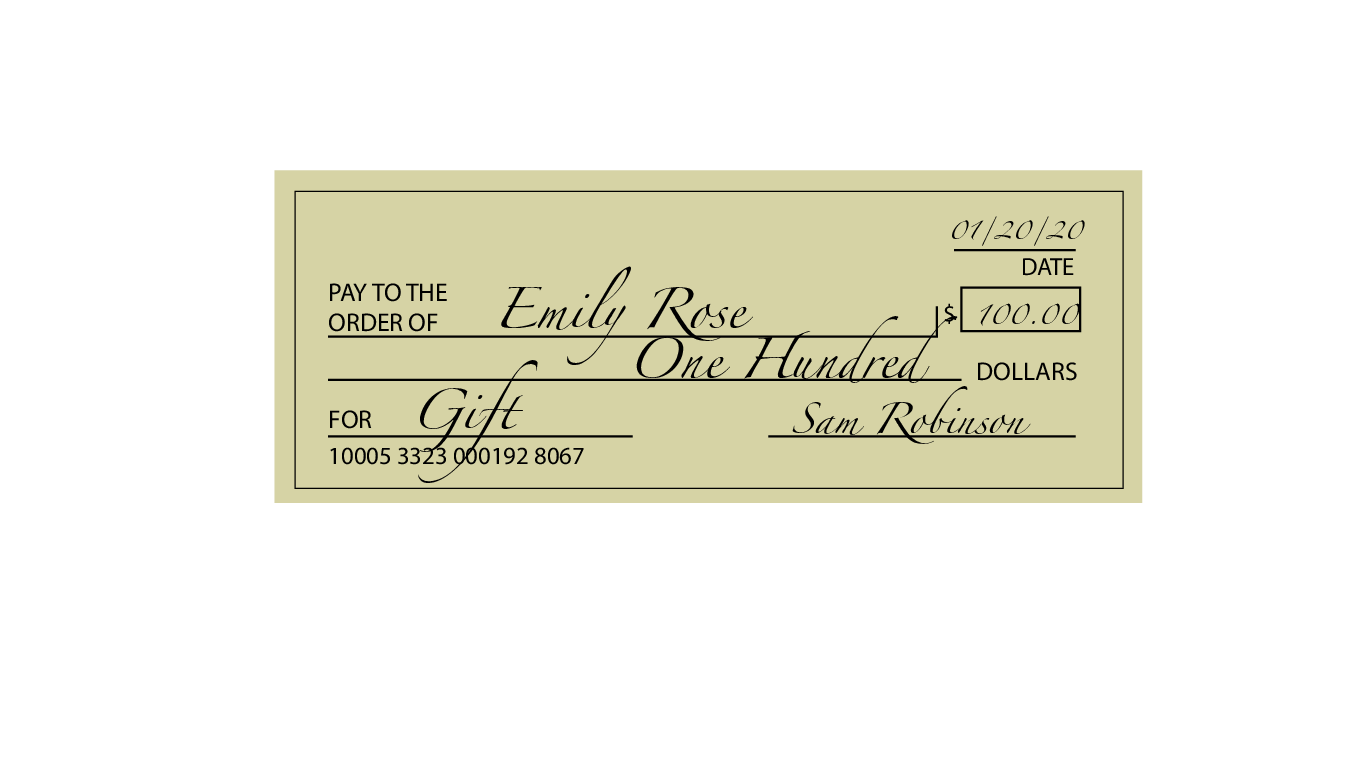 01/20/20
DATE
PAY TO THE
ORDER OF Emily Rose $ 100.00
One Hundred DOLLARS
FOR Gift Sam Robinson
10005 3323 000192 8067